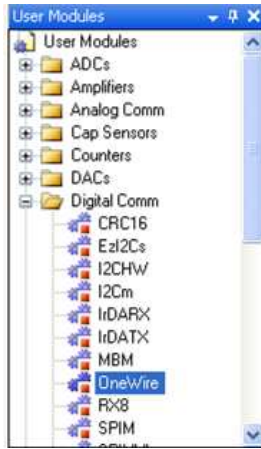 User Modules
User Modules
ADCs
Amplifiers
Analog Comm
Cap Sensors
Counters
DACs
Digital Comm
CRC16
EzI2Cs
I2CHW
I2Cm
IrDARX
IrDATX
MBM
OneWire
RX8
SPIM